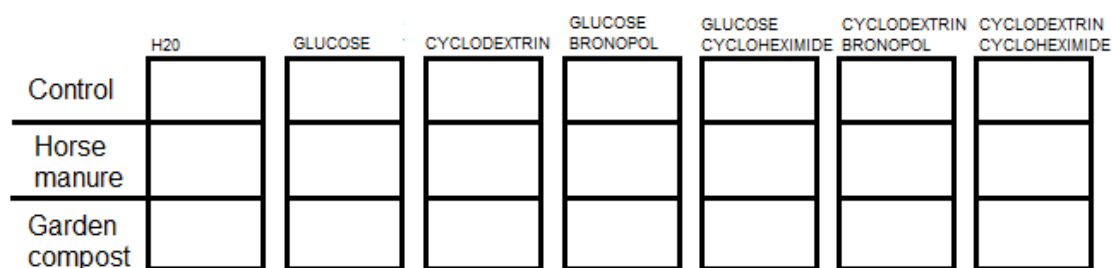 GLUCOSE GLUCOSE CYCLODEXTRIN CYCLODEXTRIN
H20 GLUCOSE CYCLODEXTRIN BRONOPOL CYCLOHEXIMIDE BRONOPOL CYCLOHEXIMIDE
Control
Horse
manure
Garden
compost